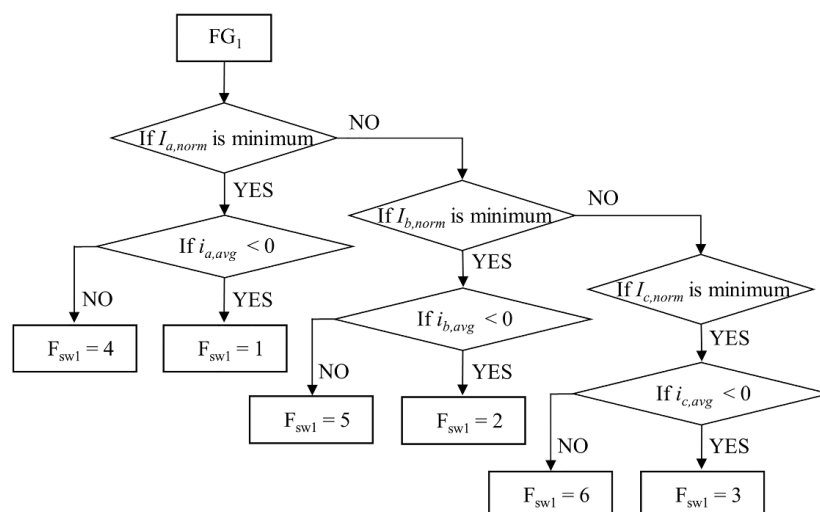 FG1
If Ia,norm is minimum
NO
YES
If Ib,norm is minimum
NO
If ia,avg < 0
YES
If Ic,norm is minimum
NO
YES
If ib,avg < 0
YES
Fsw1 = 4
Fsw1 = 1
NO
YES
If ic,avg < 0
Fsw1 = 5
Fsw1 = 2
NO
YES
Fsw1 = 6
Fsw1 = 3